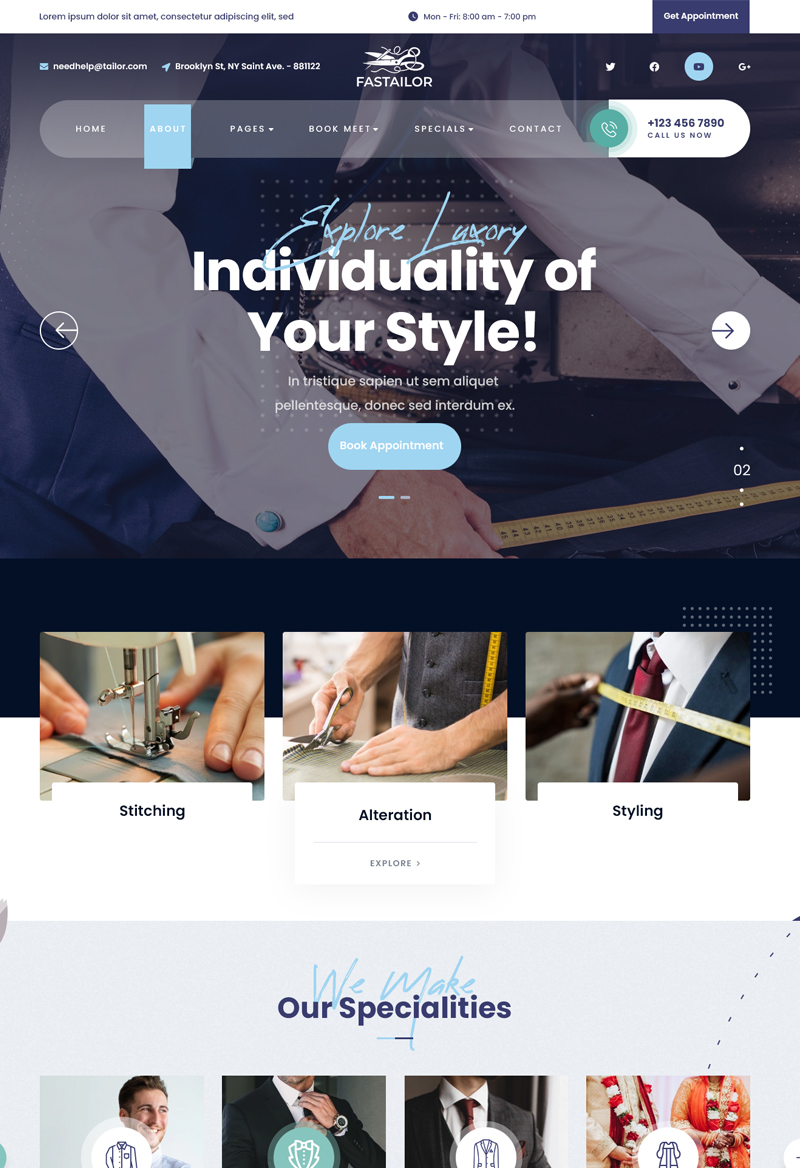 Lorem ipsum dolor sit amet, consectetur adipiscing elit, sed
Mon - Fri: 8:00 am - 7:00 pm
Get Appointment
needhelp@tailor.com
Brooklyn St, NY Saint Ave. - 881122
FASTAILOR
HOME
ABOUT
PAGES
BOOK MEET
SPECIALS
CONTACT
+123 456 7890
CALL US NOW
Explore Luxory
Individuality of
Your Style!
In tristique sapien ut sem aliquet
pellentesque, donec sed interdum ex.
Book Appointment
02
Stitching
Alteration
EXPLORE
Styling
We Make
Our Specialities